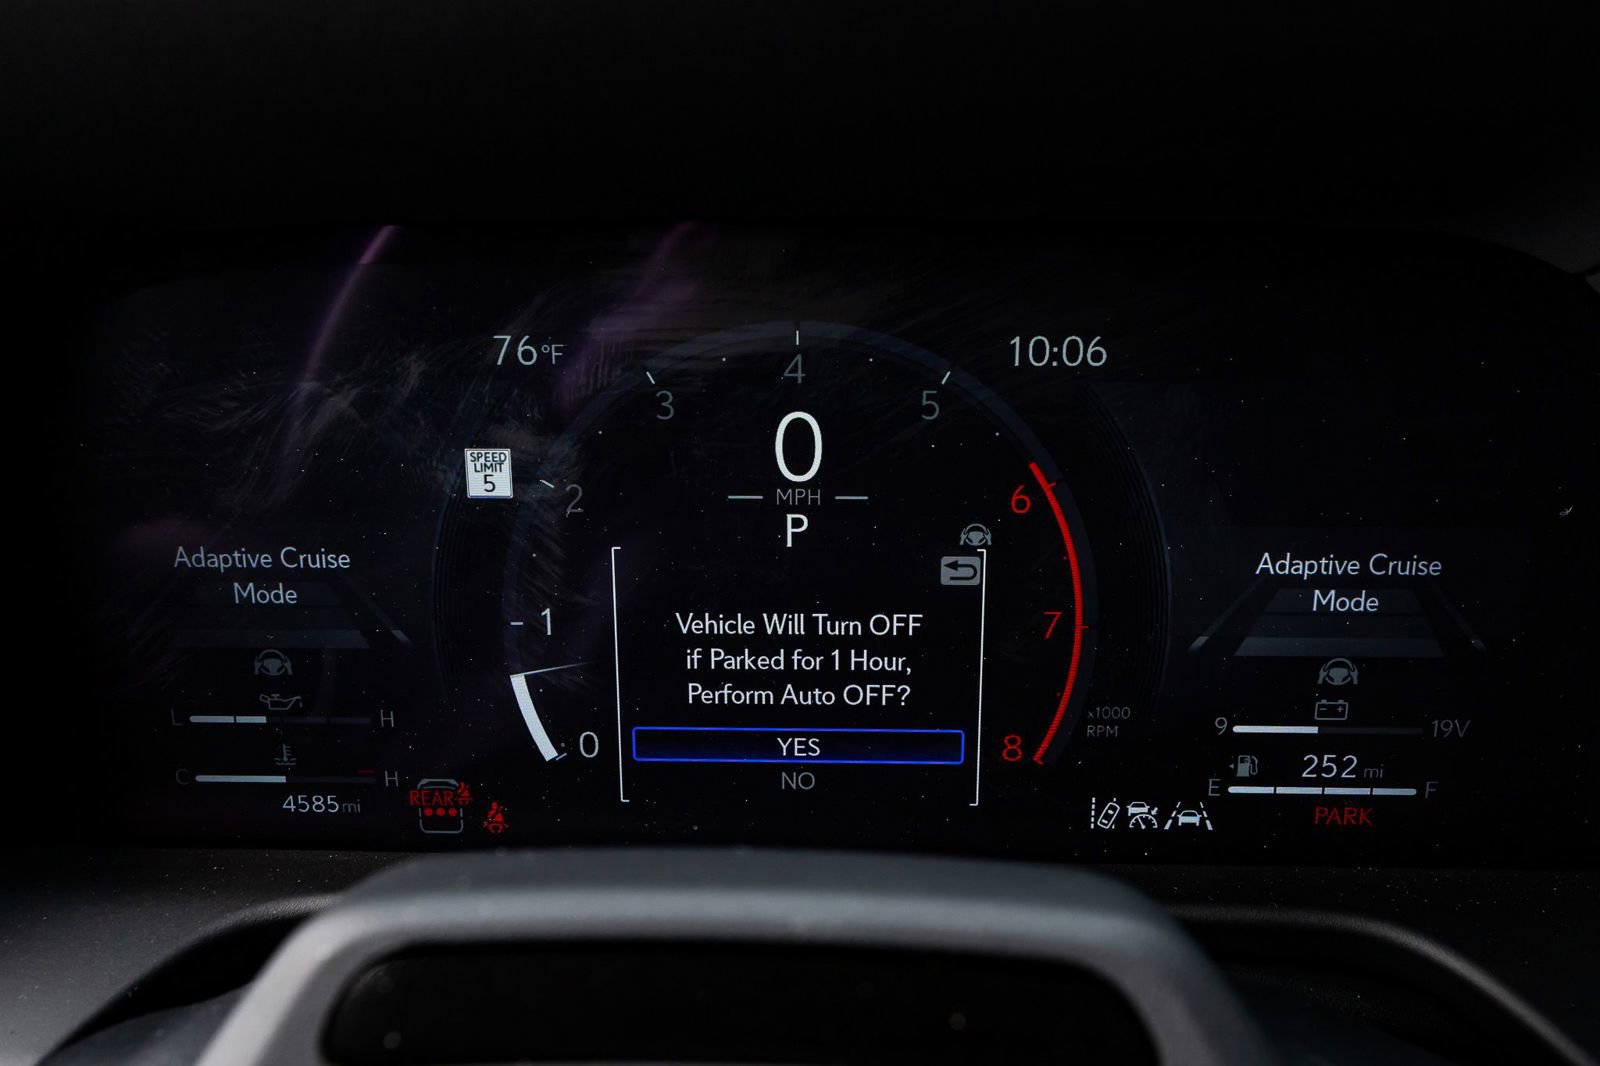 76°F
10:06
4
3
5
0
SPEED
LIMIT
5
2
6
MPH
P
Adaptive Cruise
Mode
Adaptive Cruise
Mode
1
Vehicle Will Turn OFF
if Parked for 1 Hour,
Perform Auto OFF?
7
L
H
x1000
RPM
9
19V
0
YES
8
C
H
NO
252 mi
E
F
4585mi
REAR
PARK